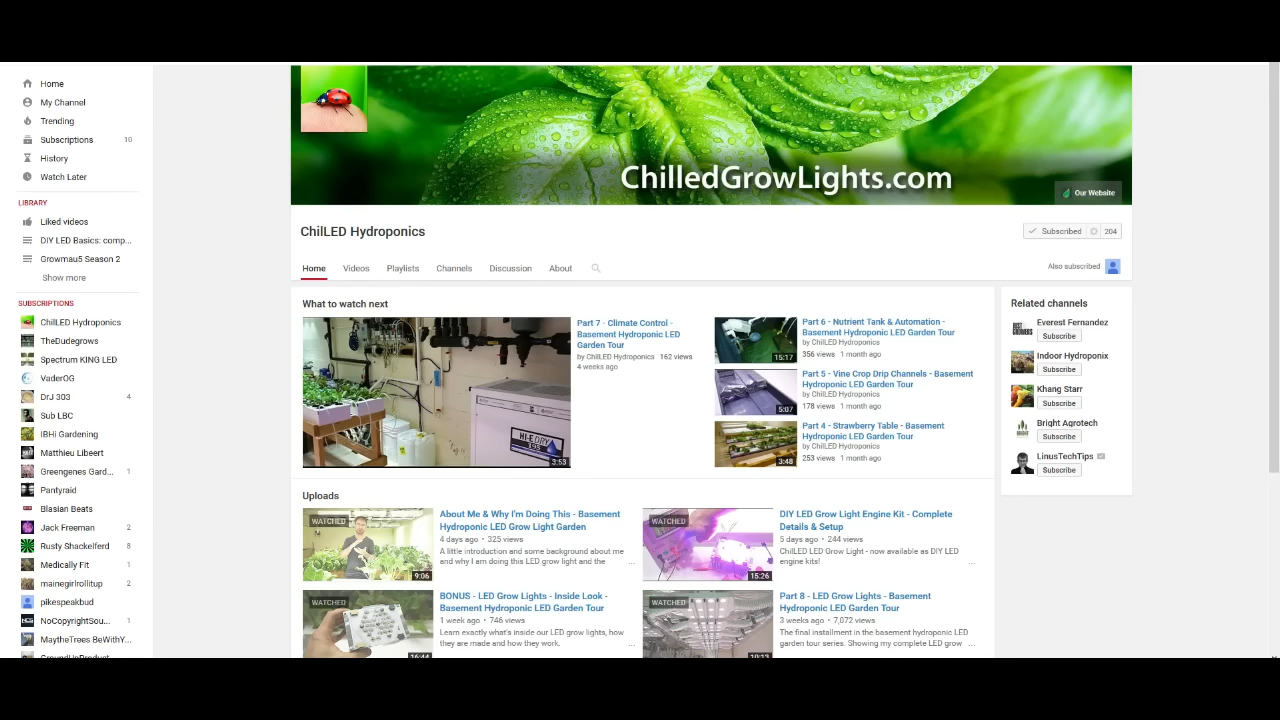 Home
My Channel
Trending
Subscriptions 10
History
Watch Later
LIBRARY
Liked videos
DIY LED Basics: comp...
Growmau5 Season 2
Show more
SUBSCRIPTIONS
ChilLED Hydroponics
TheDudegrows
Spectrum KING LED
VaderOG
DrJ 303 4
Sub LBC
IBHi Gardening
Matthieu Libeert
Greengenes Gard... 1
Pantyraid
Blasian Beats
Jack Freeman 2
Rusty Shackelferd 8
Medically Fit 1
mainegirlrollitup 2
pikespeakbud
NoCopyrightSou... 1
MaytheTrees BeWithY...
ChilledGrowLights.com
Our Website
ChilLED Hydroponics
Subscribed 204
Home Videos Playlists Channels Discussion About
Also subscribed
What to watch next
HI-E DRY
3:53
Part 7 - Climate Control -
Basement Hydroponic LED
Garden Tour
by ChilLED Hydroponics 162 views
4 weeks ago
15:17
Part 6 - Nutrient Tank & Automation -
Basement Hydroponic LED Garden Tour
by ChilLED Hydroponics
356 views 1 month ago
5:07
Part 5 - Vine Crop Drip Channels - Basement
Hydroponic LED Garden Tour
by ChilLED Hydroponics
178 views 1 month ago
3:48
Part 4 - Strawberry Table - Basement
Hydroponic LED Garden Tour
by ChilLED Hydroponics
253 views 1 month ago
Uploads
WATCHED
9:06
About Me & Why I'm Doing This - Basement
Hydroponic LED Grow Light Garden
4 days ago • 325 views
A little introduction and some background about me
and why I am doing this LED grow light and the ...
WATCHED
15:26
DIY LED Grow Light Engine Kit - Complete
Details & Setup
5 days ago • 244 views
ChilLED LED Grow Light - now available as DIY LED
engine kits! ...
WATCHED
16:44
BONUS - LED Grow Lights - Inside Look -
Basement Hydroponic LED Garden Tour
1 week ago • 746 views
Learn exactly what's inside our LED grow lights, how
they are made and how they work. ...
WATCHED
10:13
Part 8 - LED Grow Lights - Basement
Hydroponic LED Garden Tour
3 weeks ago • 7,072 views
The final installment in the basement hydroponic LED
garden tour series. Showing my complete LED grow ...
Related channels
Everest Fernandez
Subscribe
Indoor Hydroponix
Subscribe
Khang Starr
Subscribe
Bright Agrotech
Subscribe
LinusTechTips
Subscribe